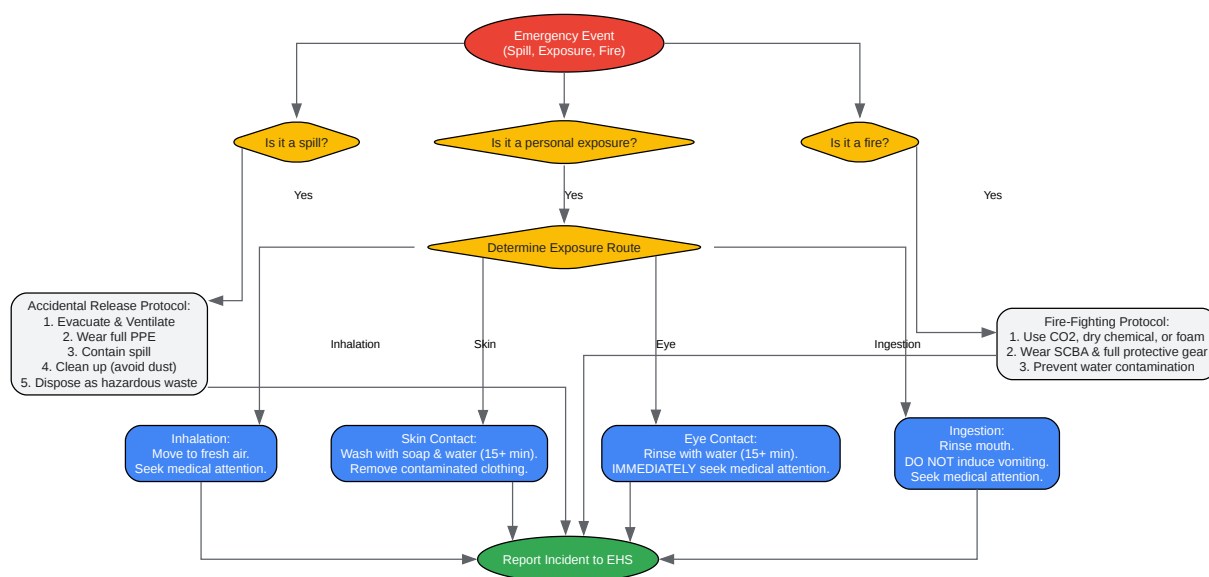 Emergency Event
(Spill, Exposure, Fire)
Is it a spill?
Is it a personal exposure?
Is it a fire?
Yes
Yes
Yes
Determine Exposure Route
Accidental Release Protocol:
1. Evacuate & Ventilate
2. Wear full PPE
3. Contain spill
4. Clean up (avoid dust)
5. Dispose as hazardous waste
Fire-Fighting Protocol:
1. Use CO2, dry chemical, or foam
2. Wear SCBA & full protective gear
3. Prevent water contamination
Inhalation
Skin
Eye
Ingestion
Inhalation:
Move to fresh air.
Seek medical attention.
Skin Contact:
Wash with soap & water (15+ min).
Remove contaminated clothing.
Eye Contact:
Rinse with water (15+ min).
IMMEDIATELY seek medical attention.
Ingestion:
Rinse mouth.
DO NOT induce vomiting.
Seek medical attention.
Report Incident to EHS